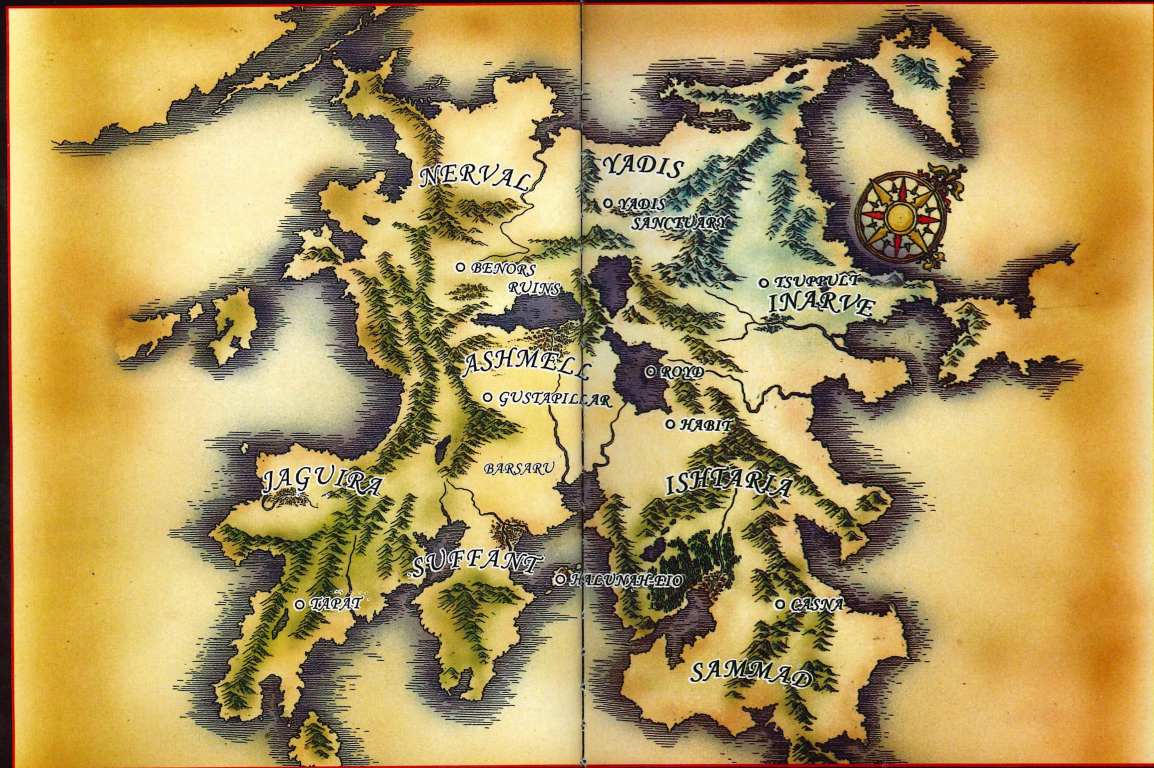 NERVAL
YADIS
YADIS
SANCTUARY
BENORS
RUINS
TSUPPULT
INARVE
ASHMELL
ROYD
GUSTAPILLAR
HABIT
BARSARU
JAGUIRA
ISHTARIA
SUFFANT
HALUNAH-EIO
TAPAT
CASNA
SAMMAD